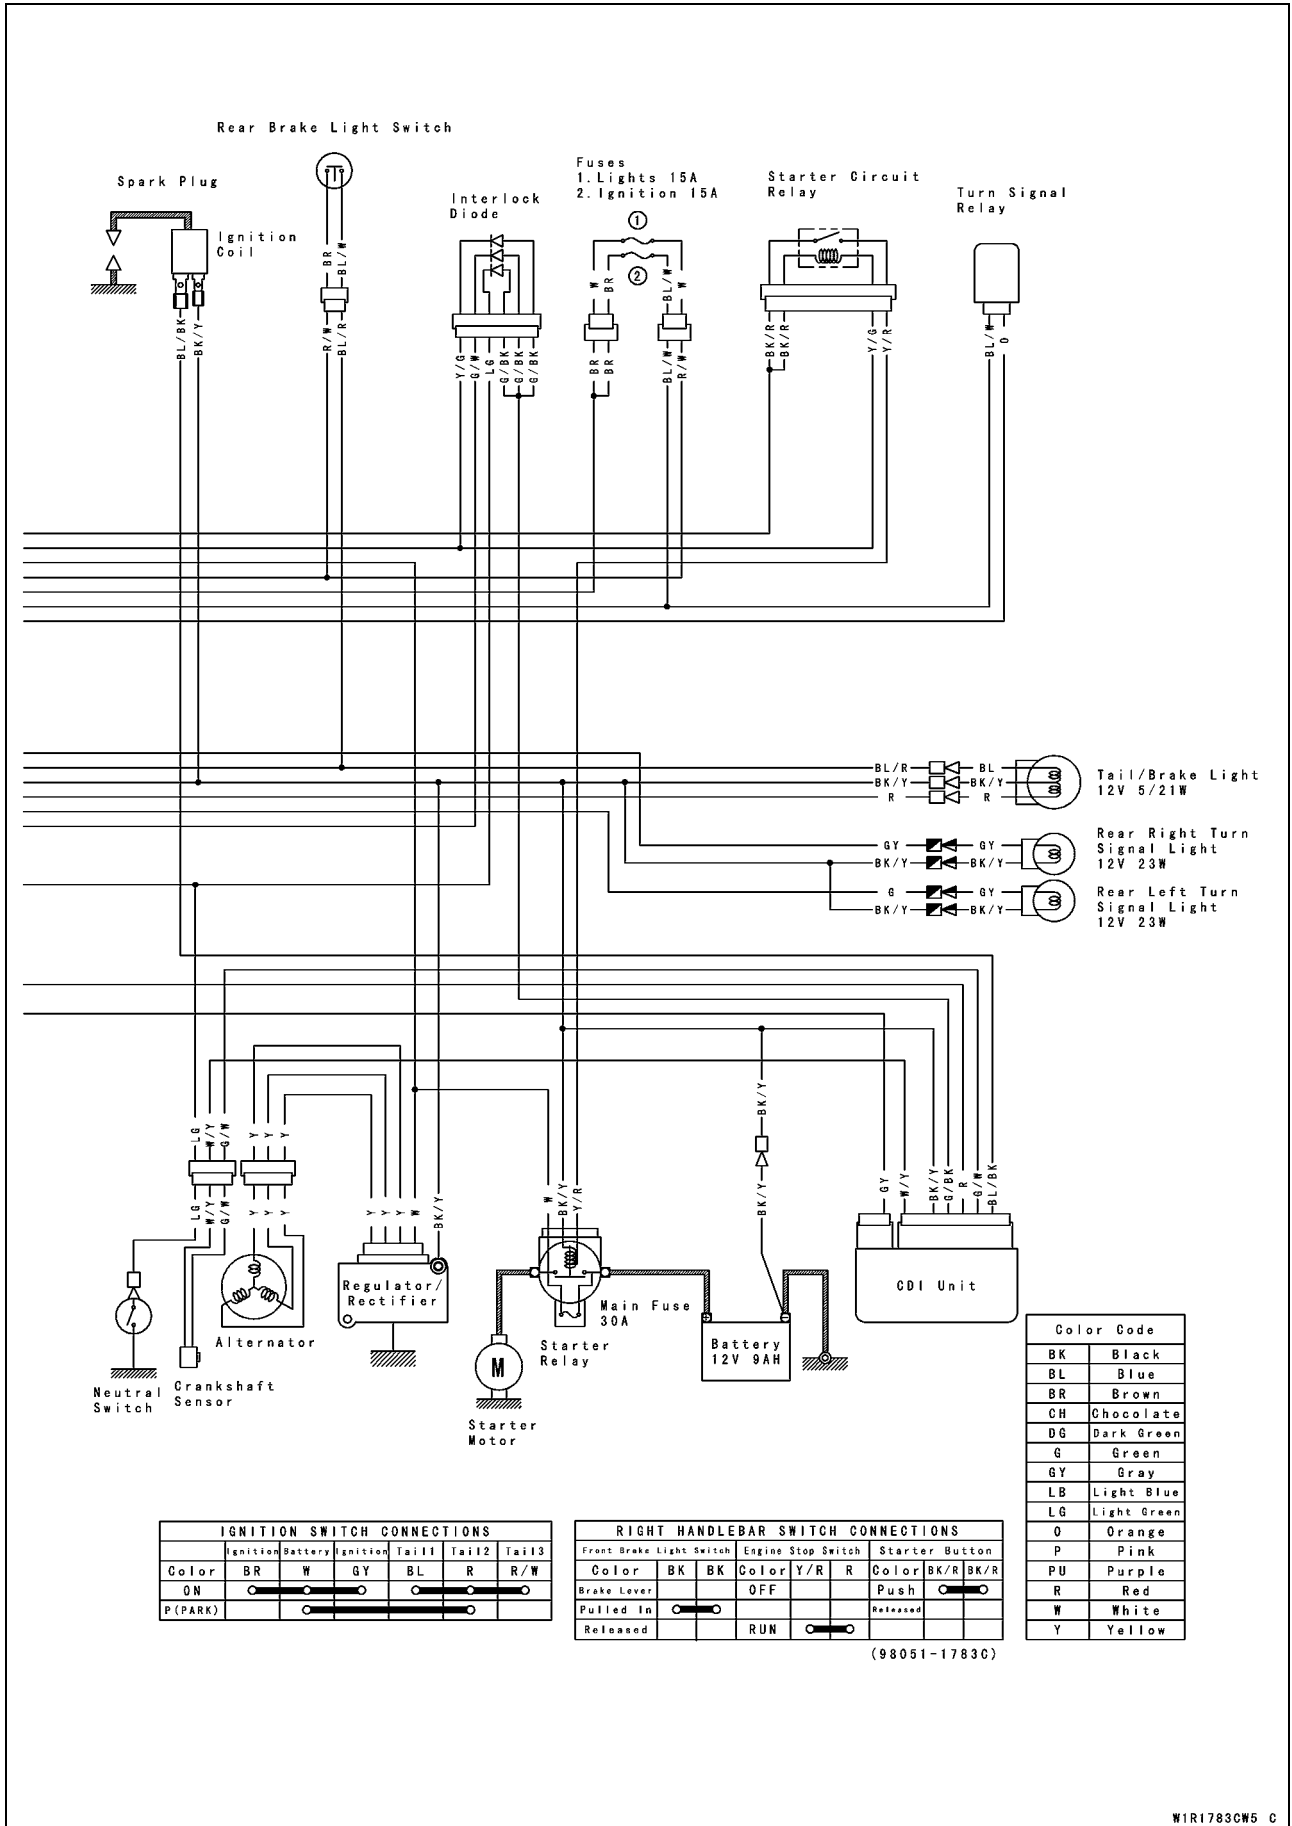 Rear Brake Light Switch
Spark Plug
Ignition
Coil
Interlock
Diode
Fuses
1.Lights 15A
2.Ignition 15A
1
2
Starter Circuit
Relay
Turn Signal
Relay
BL/BK
BK/Y
BR
BL/W
R/W
BL/R
Y/G
G/W
LG
G/BK
G/BK
G/BK
W
BR
BL/W
W
BR
BR
BL/W
R/W
BK/R
BK/R
Y/G
Y/R
BL/W
O
BL/R
BL
BK/Y
BK/Y
R
R
Tail/Brake Light
12V 5/21W
GY
GY
BK/Y
BK/Y
Rear Right Turn
Signal Light
12V 23W
G
GY
BK/Y
BK/Y
Rear Left Turn
Signal Light
12V 23W
LG
W/Y
G/W
Y
Y
Y
LG
W/Y
G/W
Y
Y
Y
Y
Y
Y
W
BK/Y
W
BK/Y
Y/R
BK/Y
BK/Y
GY
W/Y
BK/Y
G/BK
R
G/W
BL/BK
Neutral
Switch
Crankshaft
Sensor
Alternator
Regulator/
Rectifier
Main Fuse
30A
Starter
Relay
M
Starter
Motor
Battery
12V 9AH
CDI Unit
Color Code
BK Black
BL Blue
BR Brown
CH Chocolate
DG Dark Green
G Green
GY Gray
LB Light Blue
LG Light Green
O Orange
P Pink
PU Purple
R Red
W White
Y Yellow
IGNITION SWITCH CONNECTIONS
Ignition Battery Ignition Tail1 Tail2 Tail3
Color BR W GY BL R R/W
ON
P(PARK)
RIGHT HANDLEBAR SWITCH CONNECTIONS
Front Brake Light Switch Engine Stop Switch Starter Button
Color BK BK Color Y/R R Color BK/R BK/R
Brake Lever OFF Push
Pulled In Released
Released RUN
(98051-1783C)
W1R1783CW5 C